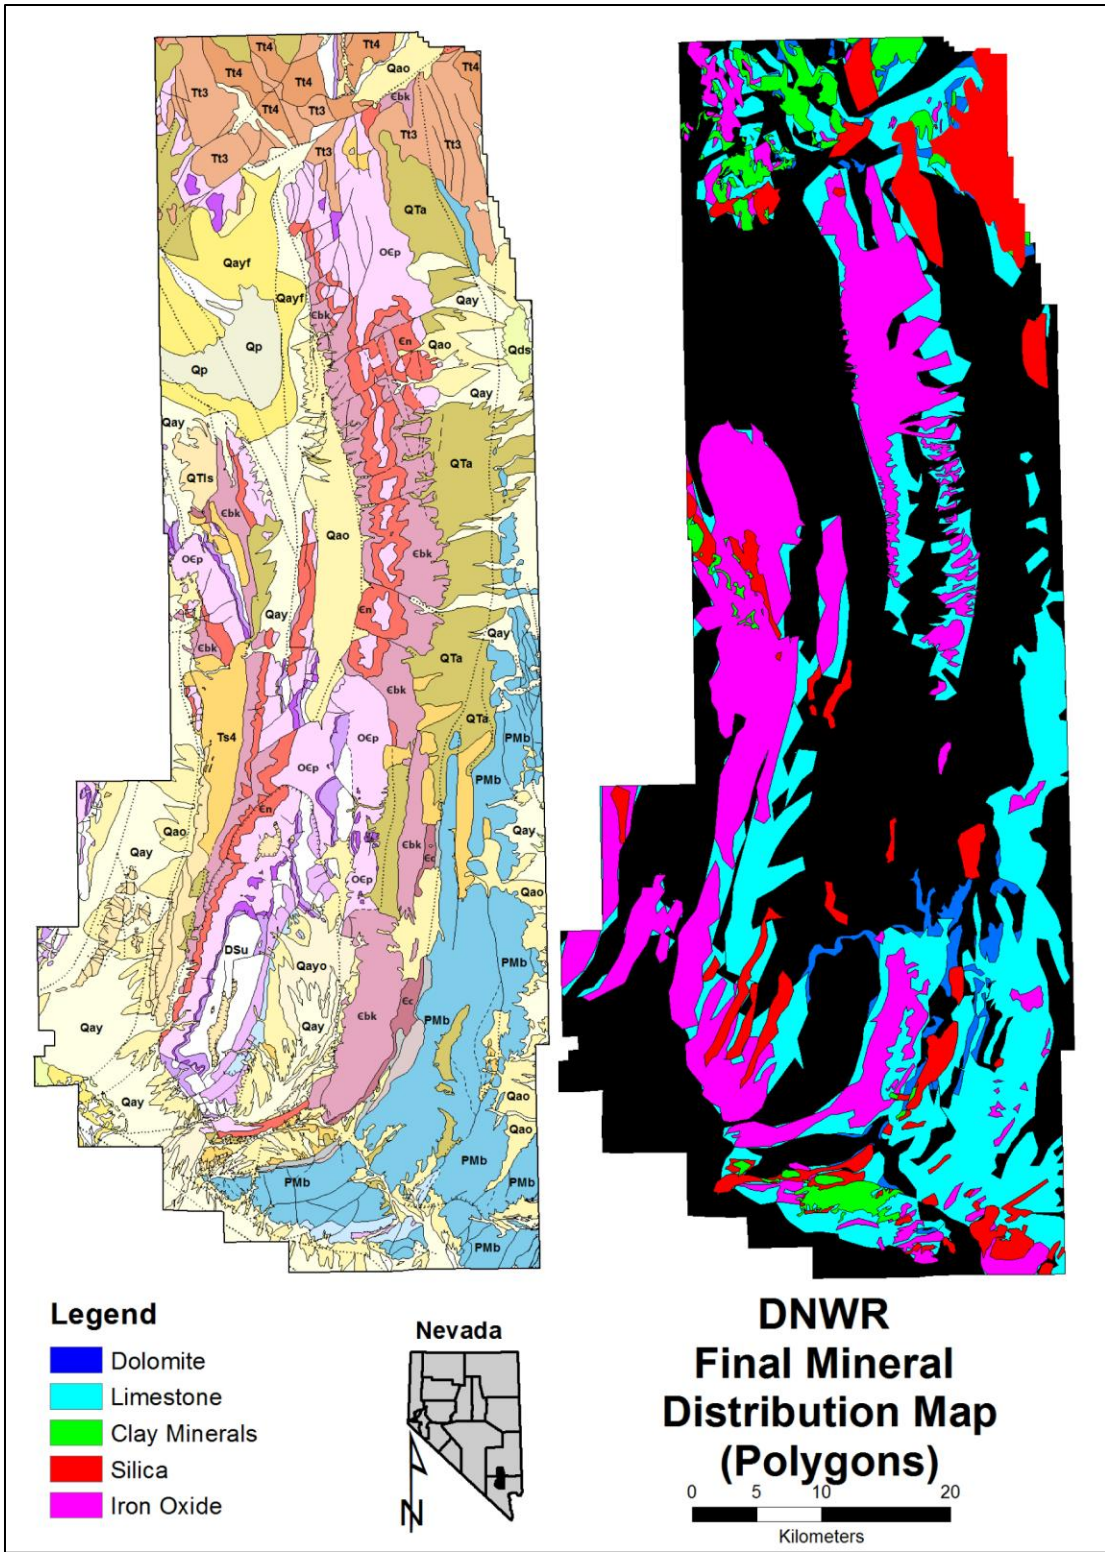 Tt4
Tt4
Tt4
Tt4
Qao
Tt3
Tt4
Tt3
Єbk
Tt3
Tt3
Tt3
Tt3
QTa
OЄp
Qayf
Qay
Qayf
Єbk
Єn
Qao
Qp
Qds
Qp
Qay
Qay
QTa
QTls
Єbk
Qao
Єbk
OЄp
Єn
Qay
Qay
Єbk
QTa
Єbk
QTa
Ts4
OЄp
PMb
OЄp
Єn
Qao
Qay
Qay
Єbk
Єc
Qao
OЄp
DSu
PMb
Qayo
Єc
Єbk
PMb
Qay
Qay
Qay
Qao
Qao
PMb
PMb
PMb
PMb
Legend
Dolomite
Limestone
Clay Minerals
Silica
Iron Oxide
Nevada
N
DNWR
Final Mineral
Distribution Map
(Polygons)
0 5 10 20
Kilometers